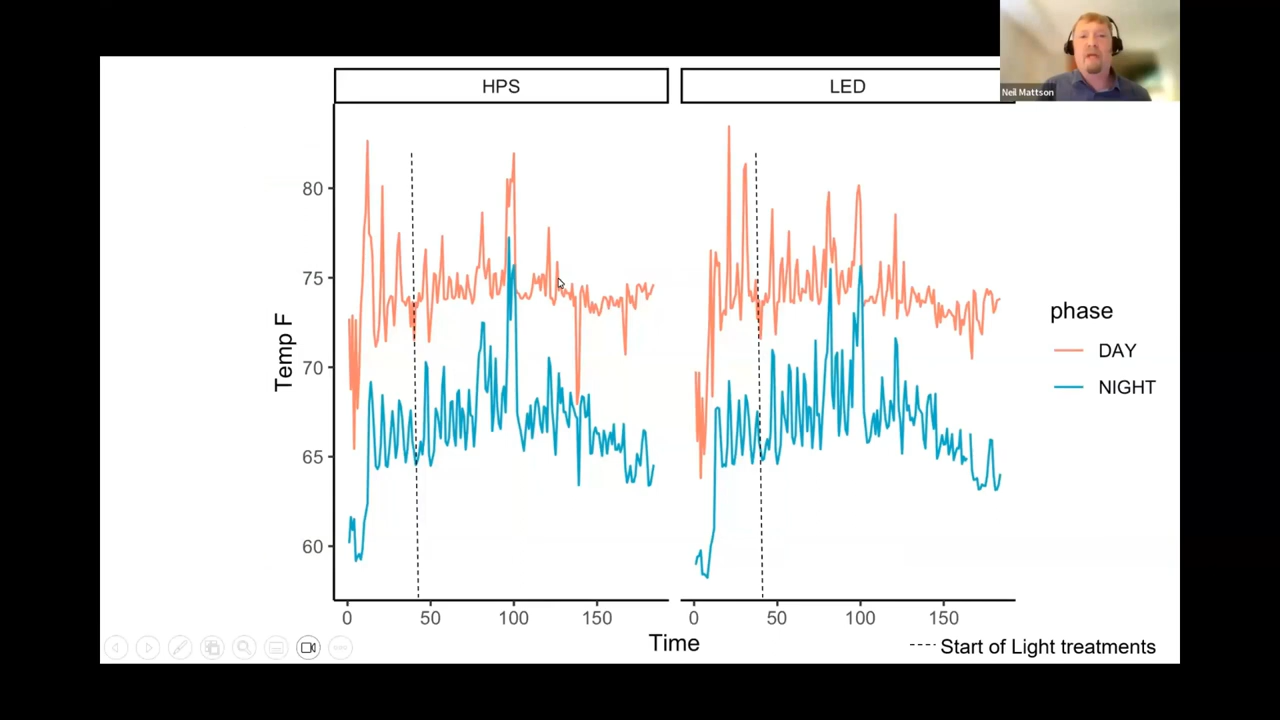 HPS
LED
Neil Mattson
80
75
70
65
60
Temp F
0
50
100
150
0
50
100
150
Time
phase
DAY
NIGHT
Start of Light treatments